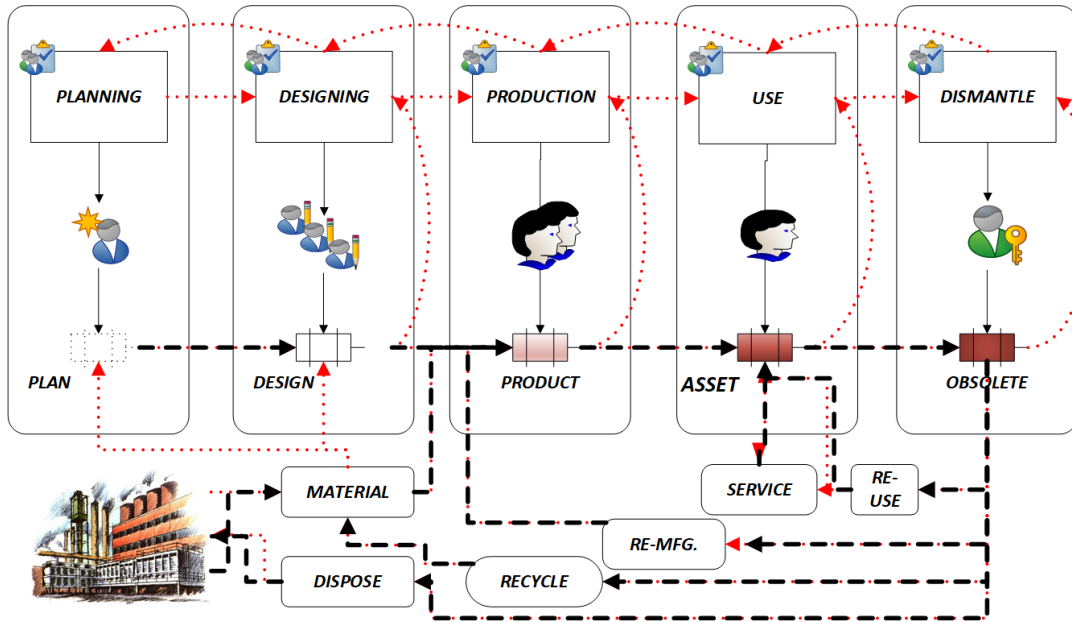 PLANNING
DESIGNING
PRODUCTION
USE
DISMANTLE
PLAN
DESIGN
PRODUCT
ASSET
OBSOLETE
MATERIAL
SERVICE
RE-
USE
RE-MFG.
DISPOSE
RECYCLE